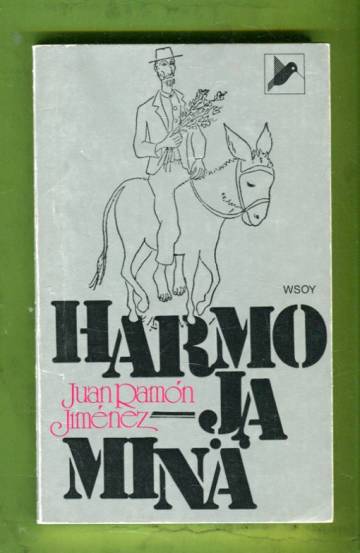 WSOY
HARMO
Juan Ramón
Jiménez
JA
MINÄ